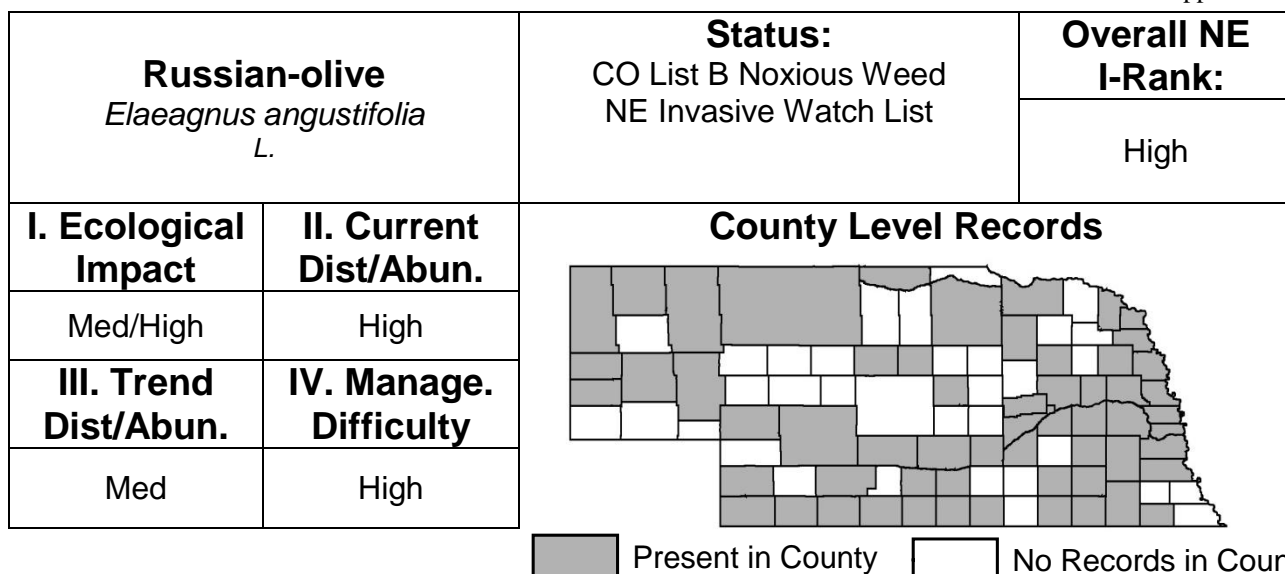 Russian-olive
Elaeagnus angustifolia
L.
Status:
CO List B Noxious Weed
NE Invasive Watch List
Overall NE
I-Rank:
High
I. Ecological
Impact
II. Current
Dist/Abun.
Med/High
High
III. Trend
Dist/Abun.
IV. Manage.
Difficulty
Med
High
County Level Records
Present in County
No Records in